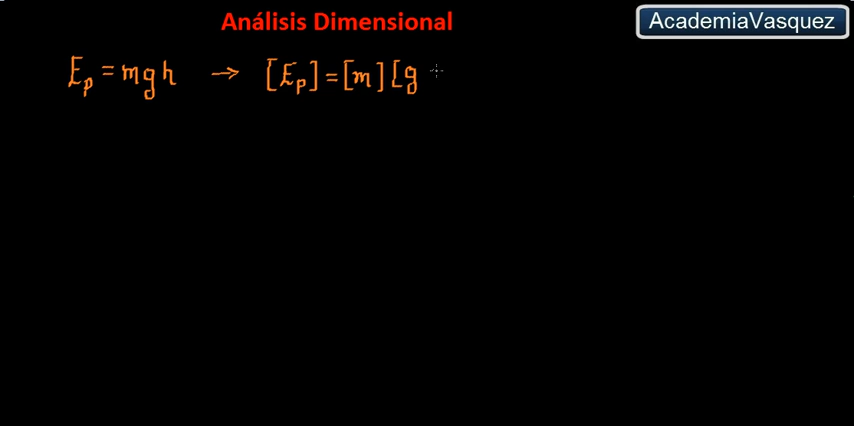 Análisis Dimensional
AcademiaVasquez
Ep = mgh → [Ep] = [m] [g